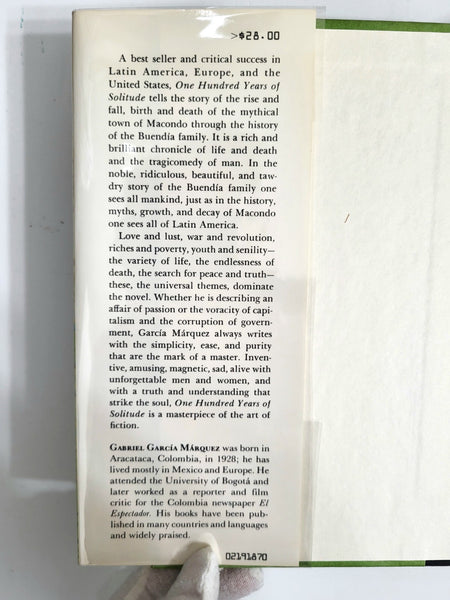 >$28.00
A best seller and critical success in
Latin America, Europe, and the
United States, One Hundred Years of
Solitude tells the story of the rise and
fall, birth and death of the mythical
town of Macondo through the history
of the Buendía family. It is a rich and
brilliant chronicle of life and death
and the tragicomedy of man. In the
noble, ridiculous, beautiful, and taw-
dry story of the Buendía family one
sees all mankind, just as in the history,
myths, growth, and decay of Macondo
one sees all of Latin America.
Love and lust, war and revolution,
riches and poverty, youth and senility—
the variety of life, the endlessness of
death, the search for peace and truth—
these, the universal themes, dominate
the novel. Whether he is describing an
affair of passion or the voracity of capi-
talism and the corruption of govern-
ment, García Márquez always writes
with the simplicity, ease, and purity
that are the mark of a master. Inven-
tive, amusing, magnetic, sad, alive with
unforgettable men and women, and
with a truth and understanding that
strike the soul, One Hundred Years of
Solitude is a masterpiece of the art of
fiction.
GABRIEL GARCÍA MÁRQUEZ was born in
Aracataca, Colombia, in 1928; he has
lived mostly in Mexico and Europe. He
attended the University of Bogotá and
later worked as a reporter and film
critic for the Colombia newspaper El
Espectador. His books have been pub-
lished in many countries and languages
and widely praised.
02191870